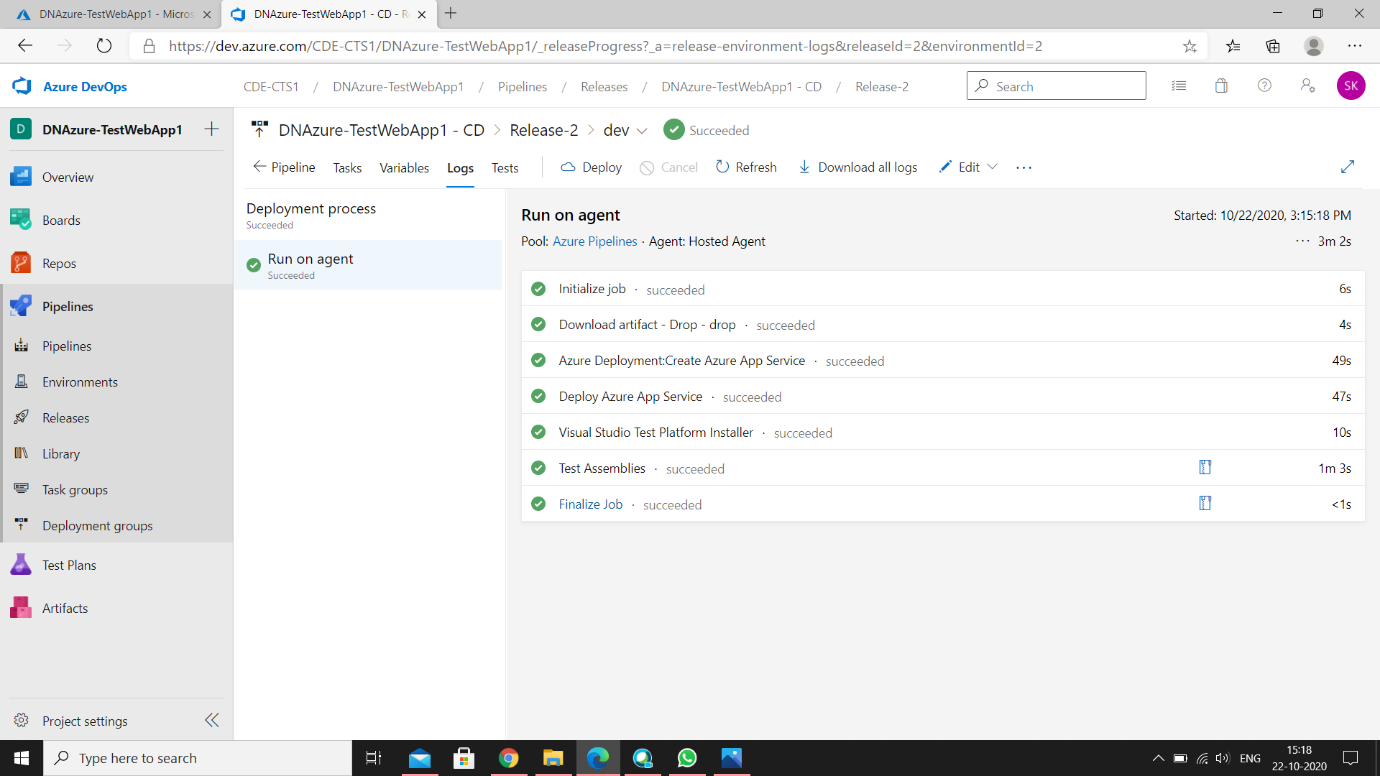 DNAzure-TestWebApp1 - Micros
DNAzure-TestWebApp1 - CD - Re
https://dev.azure.com/CDE-CTS1/DNAzure-TestWebApp1/_releaseProgress?_a=release-environment-logs&releaseId=2&environmentId=2
Azure DevOps
CDE-CTS1 / DNAzure-TestWebApp1 / Pipelines / Releases / DNAzure-TestWebApp1 - CD / Release-2
Search
SK
D DNAzure-TestWebApp1
Overview
Boards
Repos
Pipelines
Pipelines
Environments
Releases
Library
Task groups
Deployment groups
Test Plans
Artifacts
Project settings
DNAzure-TestWebApp1 - CD > Release-2 > dev Succeeded
Pipeline Tasks Variables Logs Tests Deploy Cancel Refresh Download all logs Edit ...
Deployment process
Succeeded
Run on agent
Succeeded
Run on agent
Started: 10/22/2020, 3:15:18 PM
Pool: Azure Pipelines · Agent: Hosted Agent
... 3m 2s
Initialize job · succeeded 6s
Download artifact - Drop - drop · succeeded 4s
Azure Deployment:Create Azure App Service · succeeded 49s
Deploy Azure App Service · succeeded 47s
Visual Studio Test Platform Installer · succeeded 10s
Test Assemblies · succeeded 1m 3s
Finalize Job · succeeded <1s
Type here to search
ENG
15:18
22-10-2020